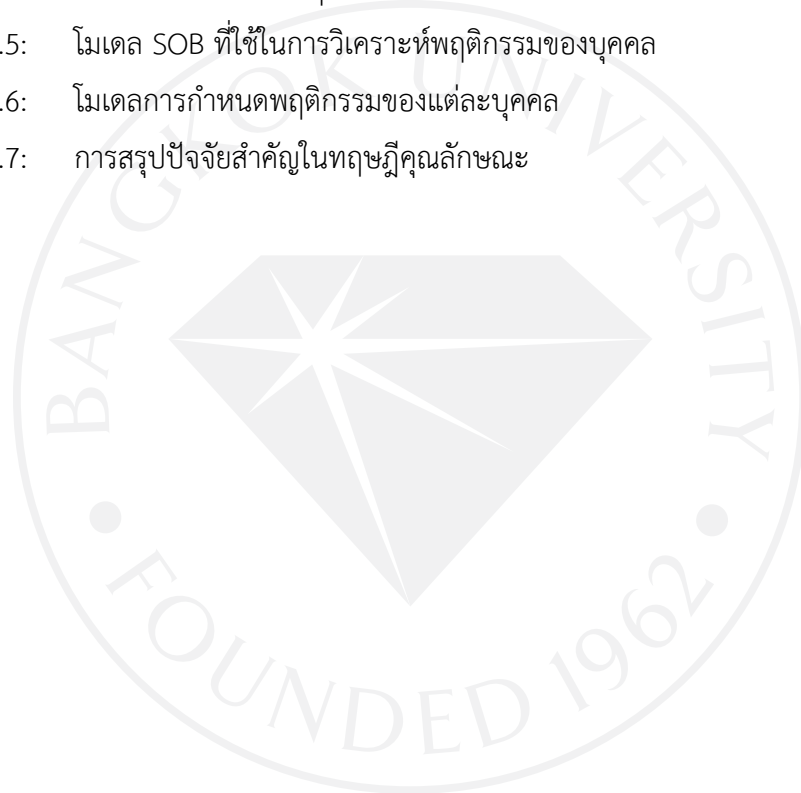 .5: โมเดล SOB ที่ใช้ในการวิเคราะห์พฤติกรรมของบุคคล
.6: โมเดลการกำหนดพฤติกรรมของแต่ละบุคคล
.7: การสรุปปัจจัยสำคัญในทฤษฎีคุณลักษณะ
BANGKOK UNIVERSITY
• FOUNDED 1962 •